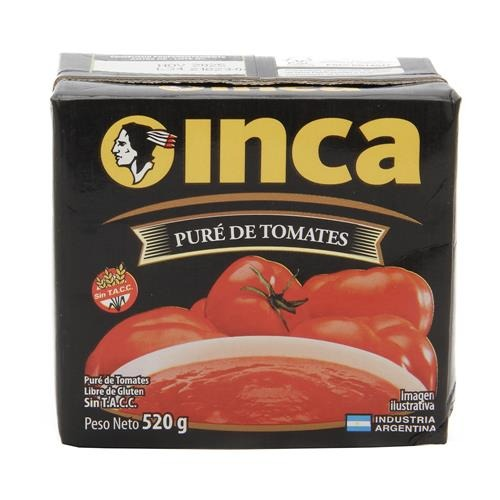 INCA
PURÉ DE TOMATES
Sin T.A.C.C.
Puré de Tomates
Libre de Gluten
Sin T.A.C.C.
Peso Neto 520 g
Imagen
ilustrativa
INDUSTRIA
ARGENTINA